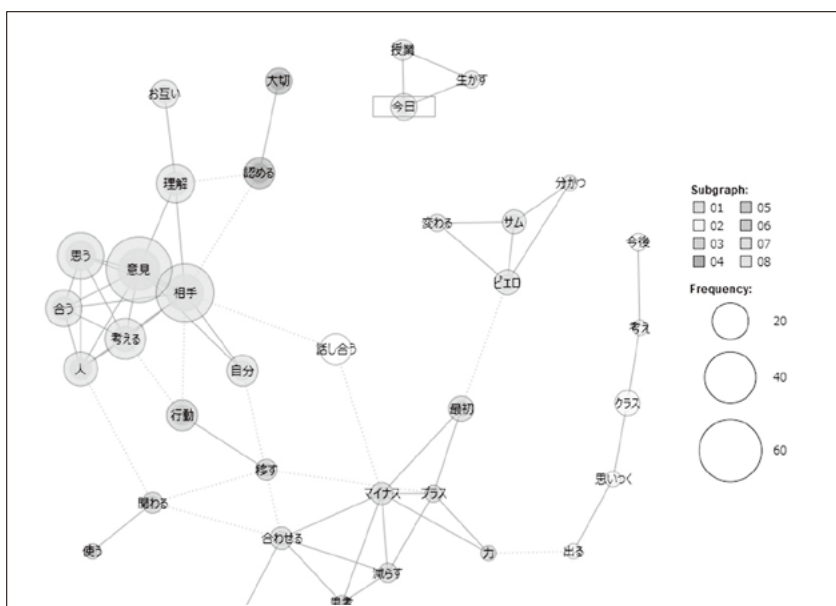 授業
生かす
今日
大切
お互い
認める
理解
分かつ
変わる
サム
ピエロ
今後
思う
意見
相手
合う
考える
人
自分
話し合う
考え
クラス
行動
最初
移す
マイナス
プラス
思いつく
関わる
使う
合わせる
力
出る
減らす
思考
Subgraph:
01 05
02 06
03 07
04 08
Frequency:
20
40
60